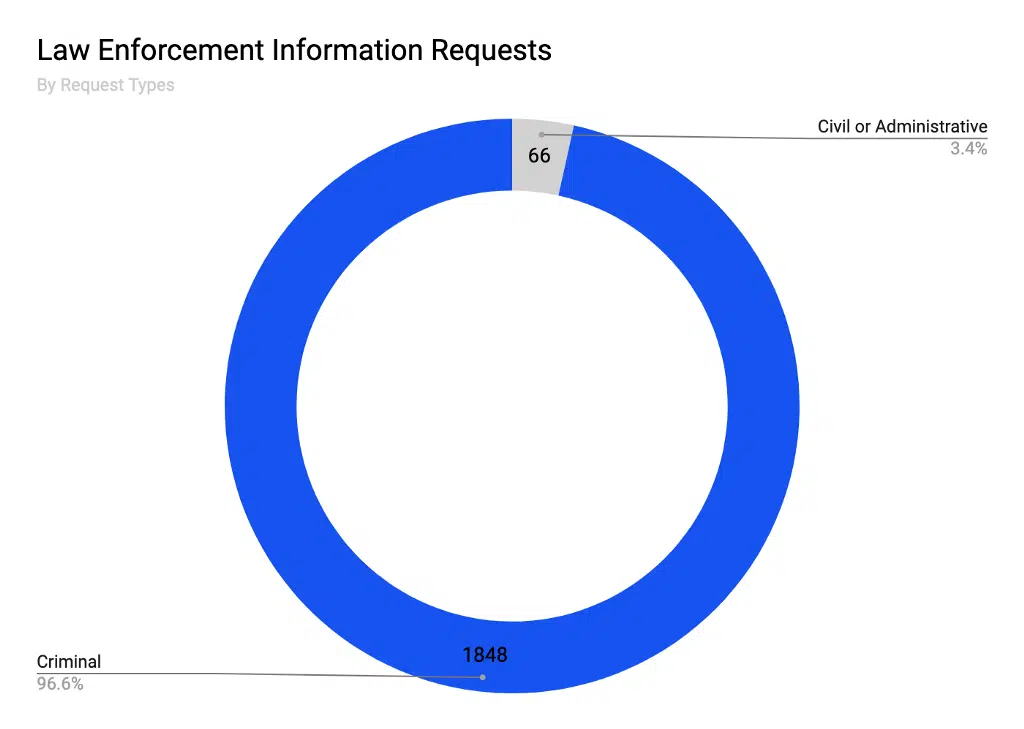 Law Enforcement Information Requests
By Request Types
Civil or Administrative
3.4%
66
1848
Criminal
96.6%